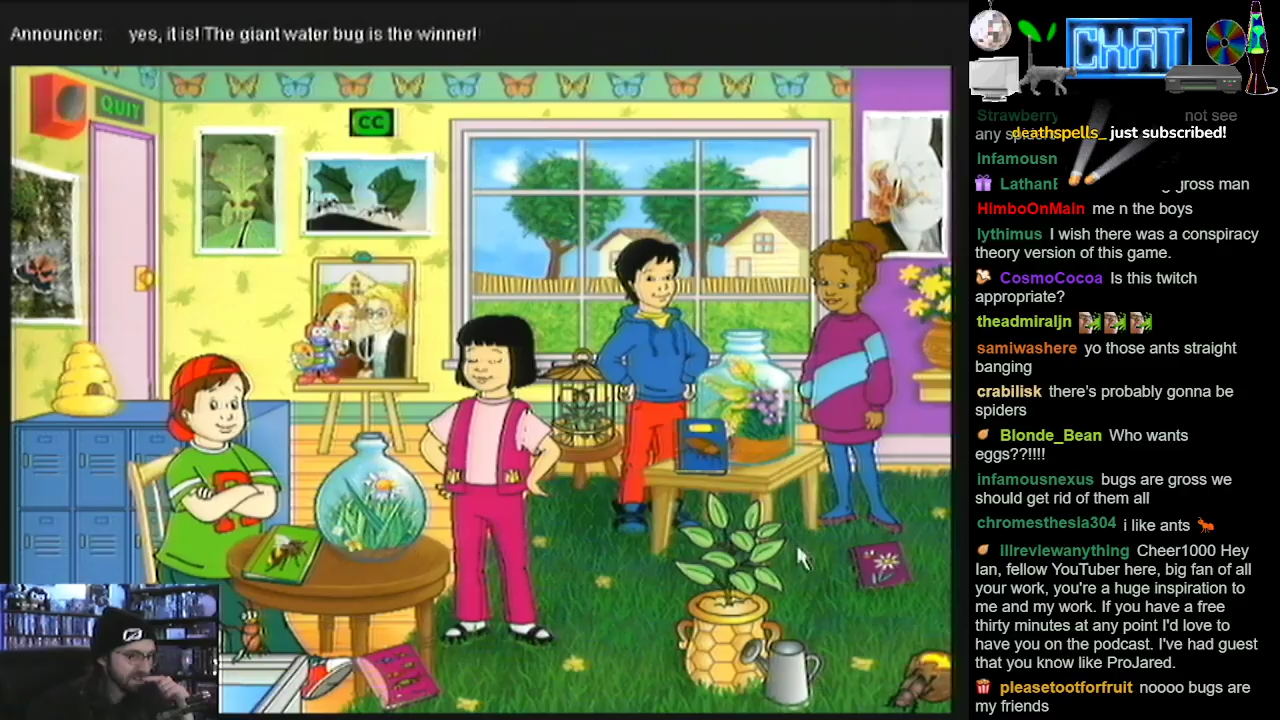 Announcer: yes, it is! The giant water bug is the winner!
QUIT
CC
CHAT
Strawberry not see
any
deathspells_ just subscribed!
infamousn
gross man
HimboOnMain me n the boys
lythimus I wish there was a conspiracy
theory version of this game.
CosmoCocoa Is this twitch
appropriate?
theadmiraljn
samiwashere yo those ants straight
banging
crabilisk there's probably gonna be
spiders
Blonde_Bean Who wants
eggs??!!!!
infamousnexus bugs are gross we
should get rid of them all
chromesthesia304 i like ants 🐜
illreviewanything Cheer1000 Hey
Ian, fellow YouTuber here, big fan of all
your work, you're a huge inspiration to
me and my work. If you have a free
thirty minutes at any point I'd love to
have you on the podcast. I've had guest
that you know like ProJared.
pleasetootforfruit noooo bugs are
my friends